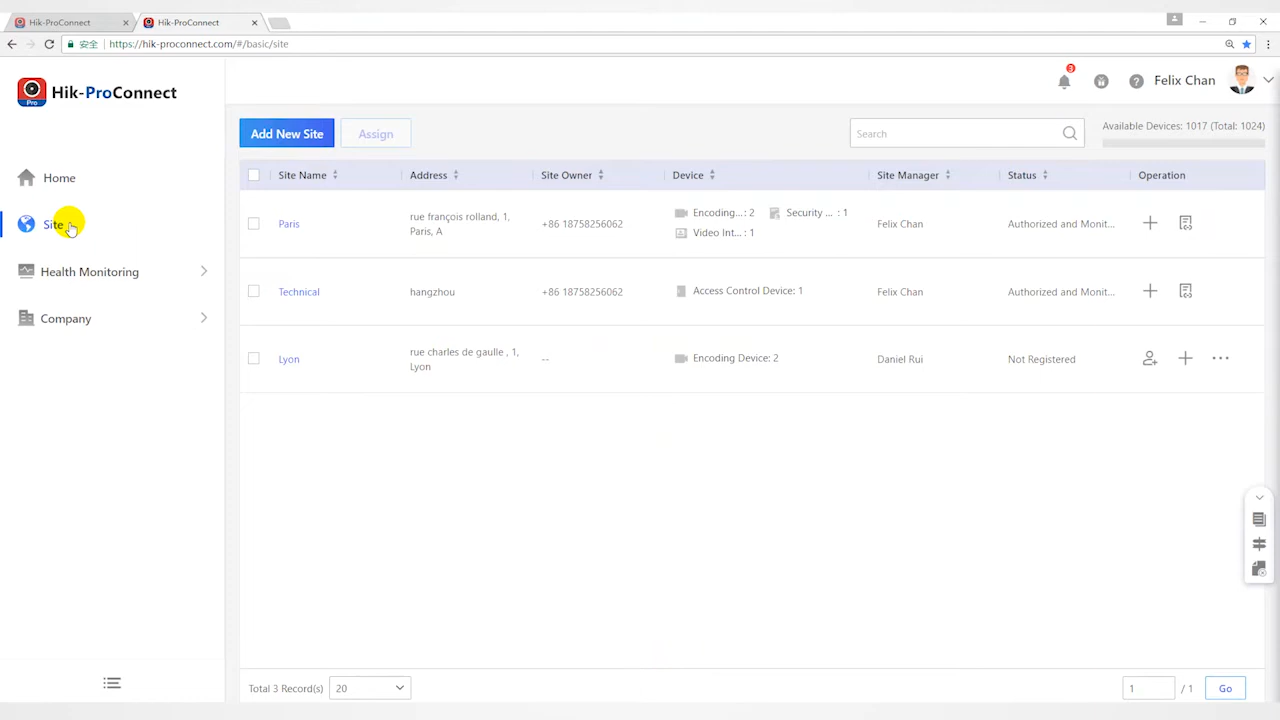 Hik-ProConnect
Hik-ProConnect
安全 https://hik-proconnect.com/#/basic/site
Pro
Hik-ProConnect
3
Felix Chan
Home
Site
Health Monitoring
Company
Add New Site
Assign
Search
Available Devices: 1017 (Total: 1024)
Site Name Address Site Owner Device Site Manager Status Operation
Paris
rue françois rolland, 1,
Paris, A
+86 18758256062
Encoding...: 2 Security ... : 1
Video Int... : 1
Felix Chan
Authorized and Monit...
Technical
hangzhou
+86 18758256062
Access Control Device: 1
Felix Chan
Authorized and Monit...
Lyon
rue charles de gaulle , 1,
Lyon
--
Encoding Device: 2
Daniel Rui
Not Registered
Total 3 Record(s) 20
1 / 1 Go